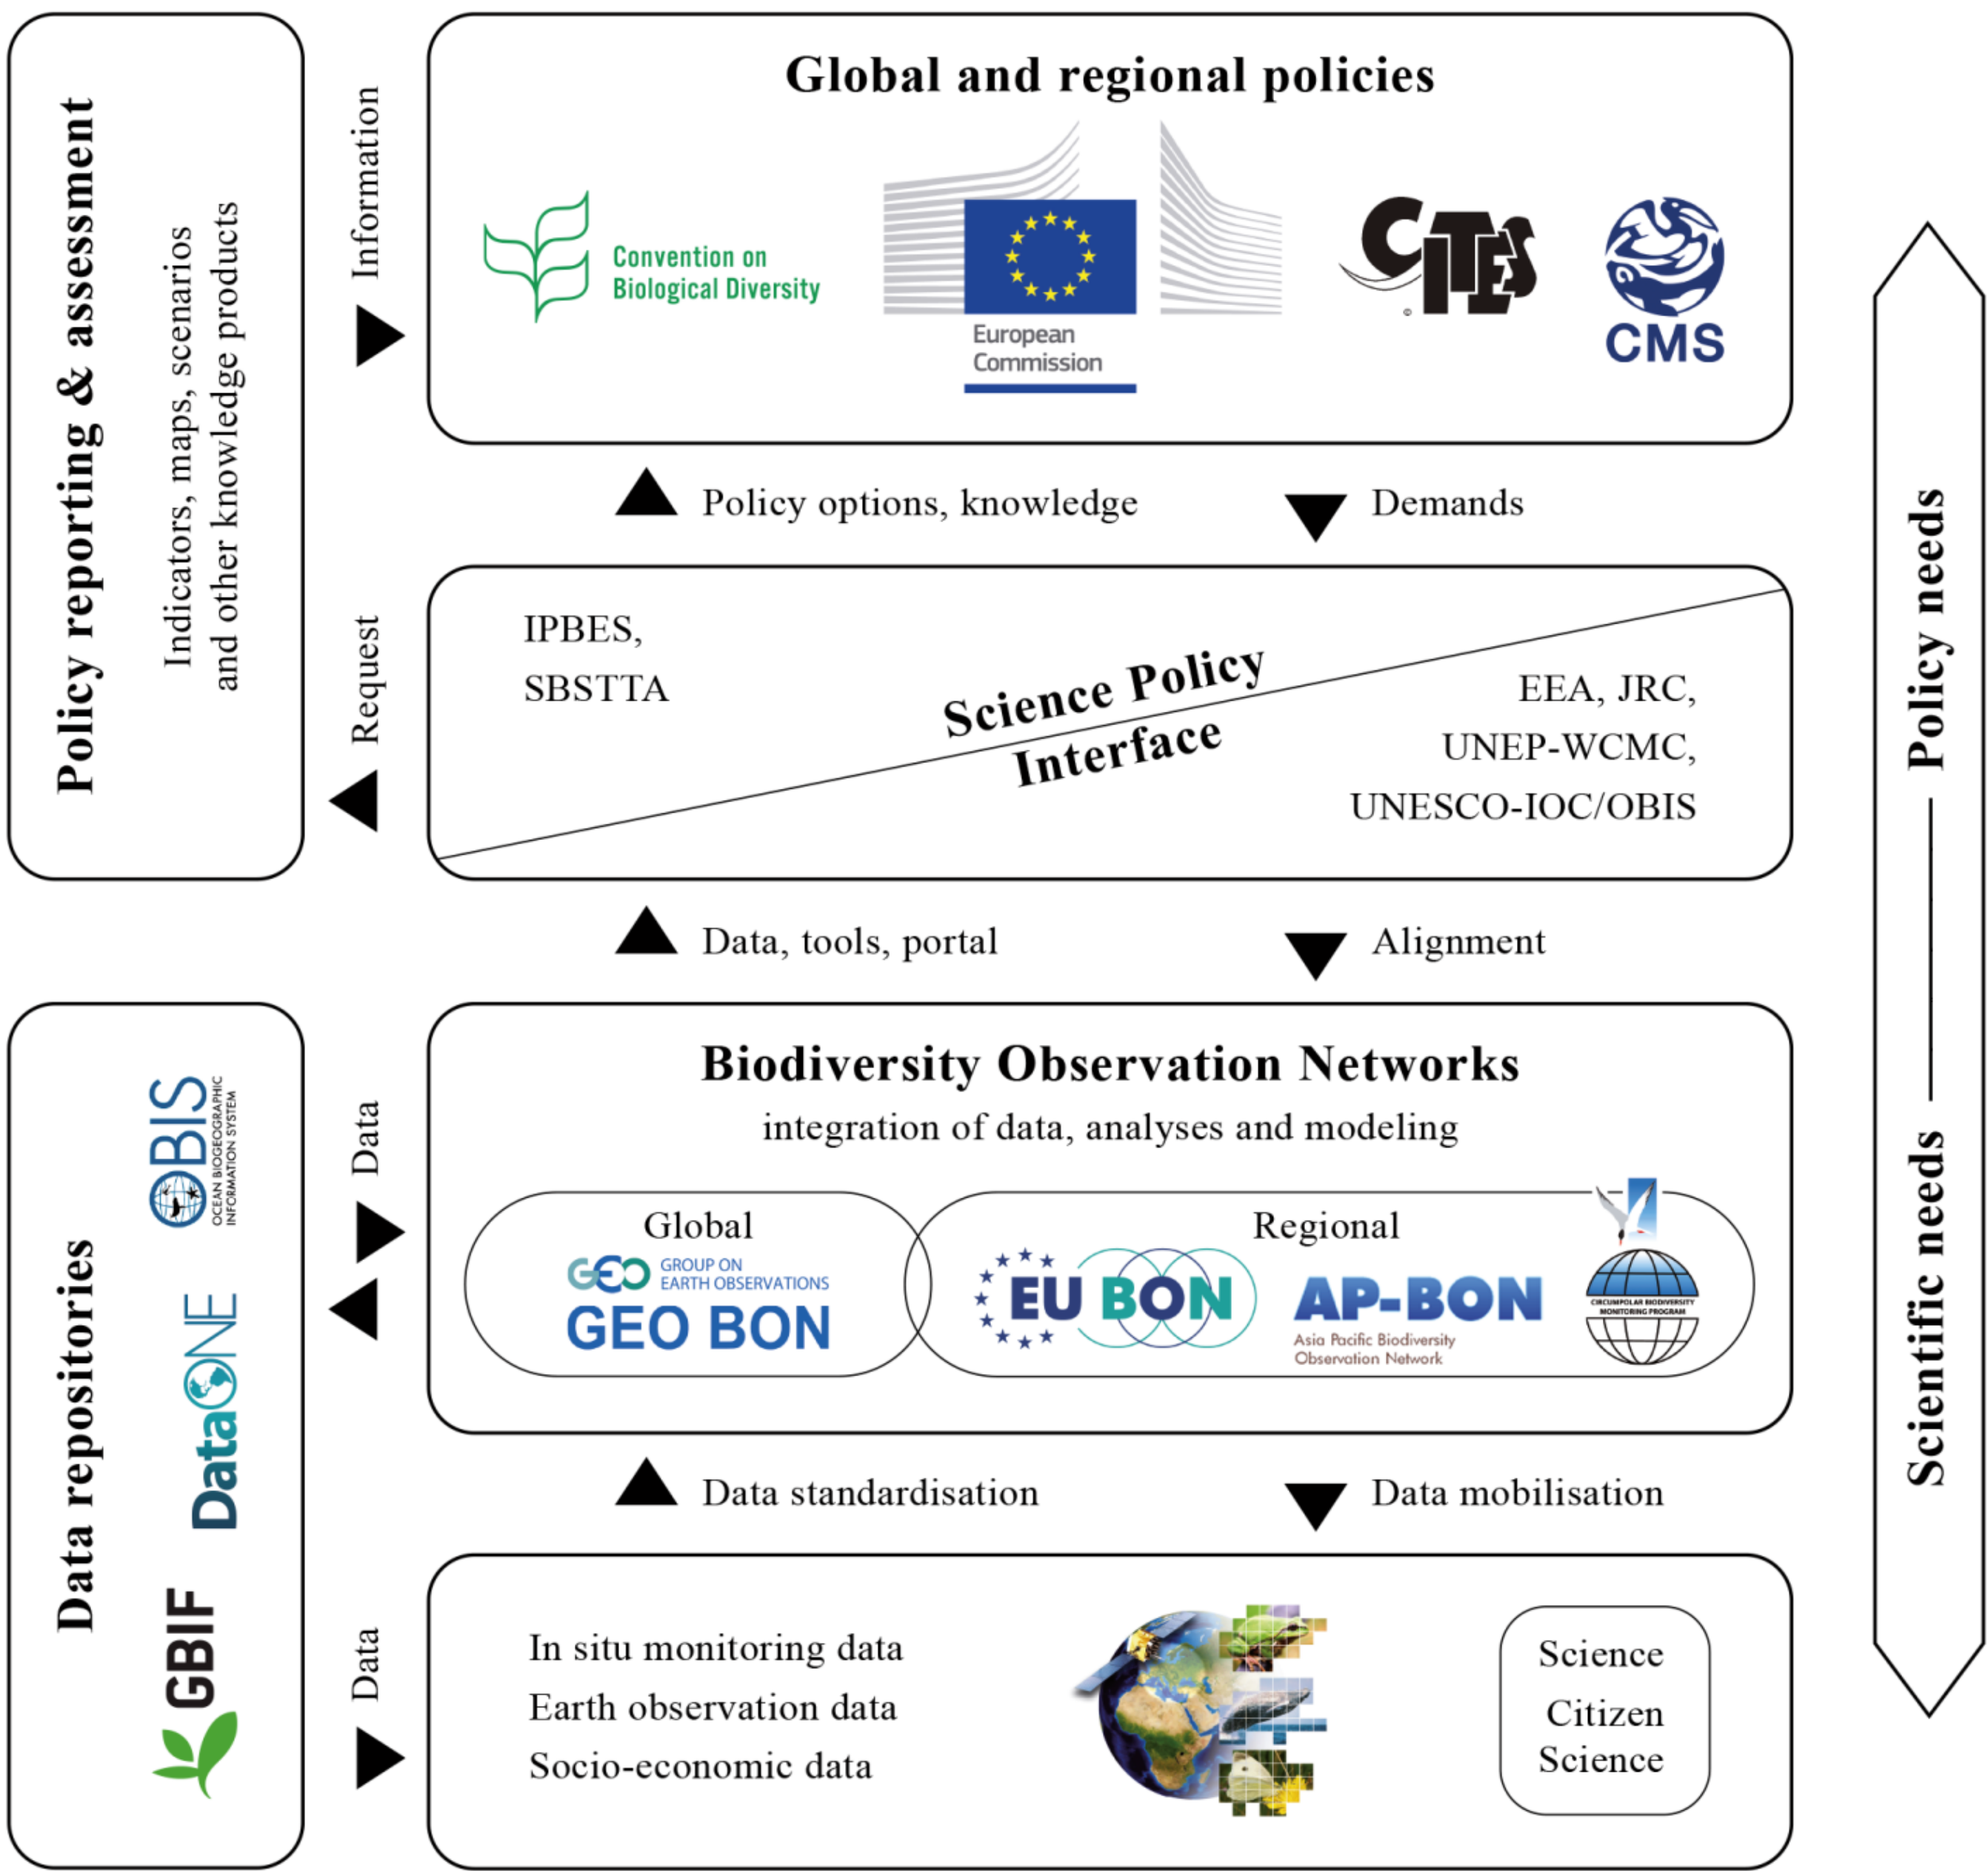 Policy reporting & assessment
Indicators, maps, scenarios
and other knowledge products
Information
Request
Global and regional policies
Convention on
Biological Diversity
European
Commission
CITES
©
CMS
Policy options, knowledge
Demands
IPBES,
SBSTTA
Science Policy
Interface
EEA, JRC,
UNEP-WCMC,
UNESCO-IOC/OBIS
Data, tools, portal
Alignment
Data repositories
OBIS
OCEAN BIOGEOGRAPHIC
INFORMATION SYSTEM
DataONE
GBIF
Data
Data
Biodiversity Observation Networks
integration of data, analyses and modeling
Global
GEO
GROUP ON
EARTH OBSERVATIONS
GEO BON
Regional
EU BON
AP-BON
Asia Pacific Biodiversity
Observation Network
CIRCUMPOLAR BIODIVERSITY
MONITORING PROGRAM
Data standardisation
Data mobilisation
In situ monitoring data
Earth observation data
Socio-economic data
Science
Citizen
Science
Policy needs
Scientific needs